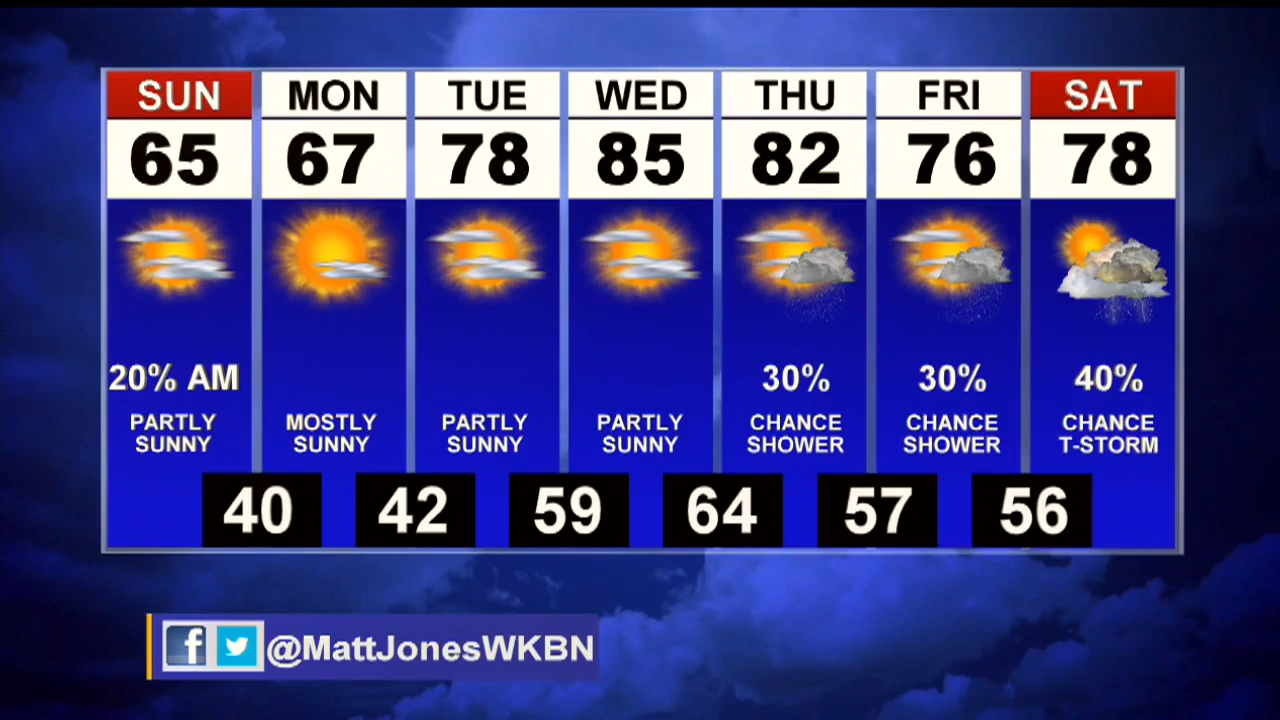 SUN MON TUE WED THU FRI SAT
65 67 78 85 82 76 78
20% AM 30% 30% 40%
PARTLY MOSTLY PARTLY PARTLY CHANCE CHANCE CHANCE
SUNNY SUNNY SUNNY SUNNY SHOWER SHOWER T-STORM
40 42 59 64 57 56
f @MattJonesWKBN